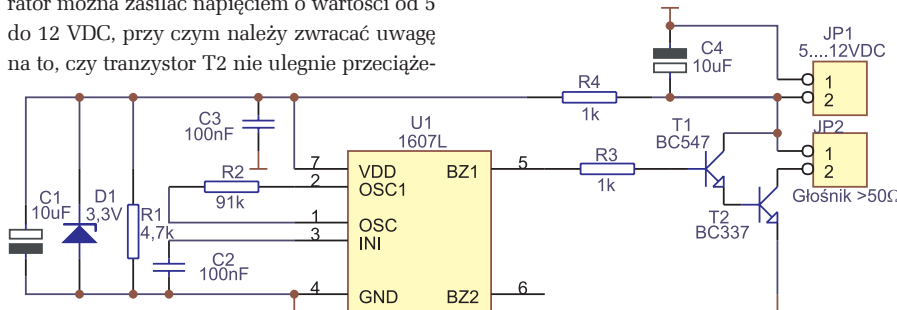 rator można zasilać napięciem o wartości od 5
do 12 VDC, przy czym należy zwracać uwagę
na to, czy tranzystor T2 nie ulegnie przeciąże-
JP1
5....12VDC
1
2
C4
10uF
R4
1k
C3
100nF
U1
1607L
T1
BC547
JP2
1
2
Głośnik >50Ω
R2
91k
7
2
1
3
4
VDD
OSC1
OSC
INI
GND
BZ1
BZ2
5
6
R3
1k
T2
BC337
C1
10uF
D1
3,3V
R1
4,7k
C2
100nF